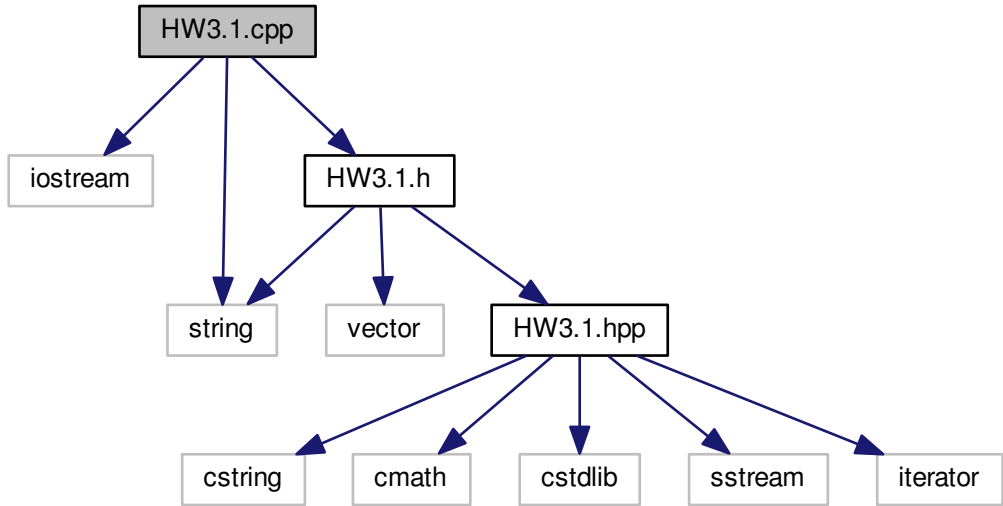 HW3.1.cpp
iostream
HW3.1.h
string
vector
HW3.1.hpp
cstring
cmath
cstdlib
sstream
iterator